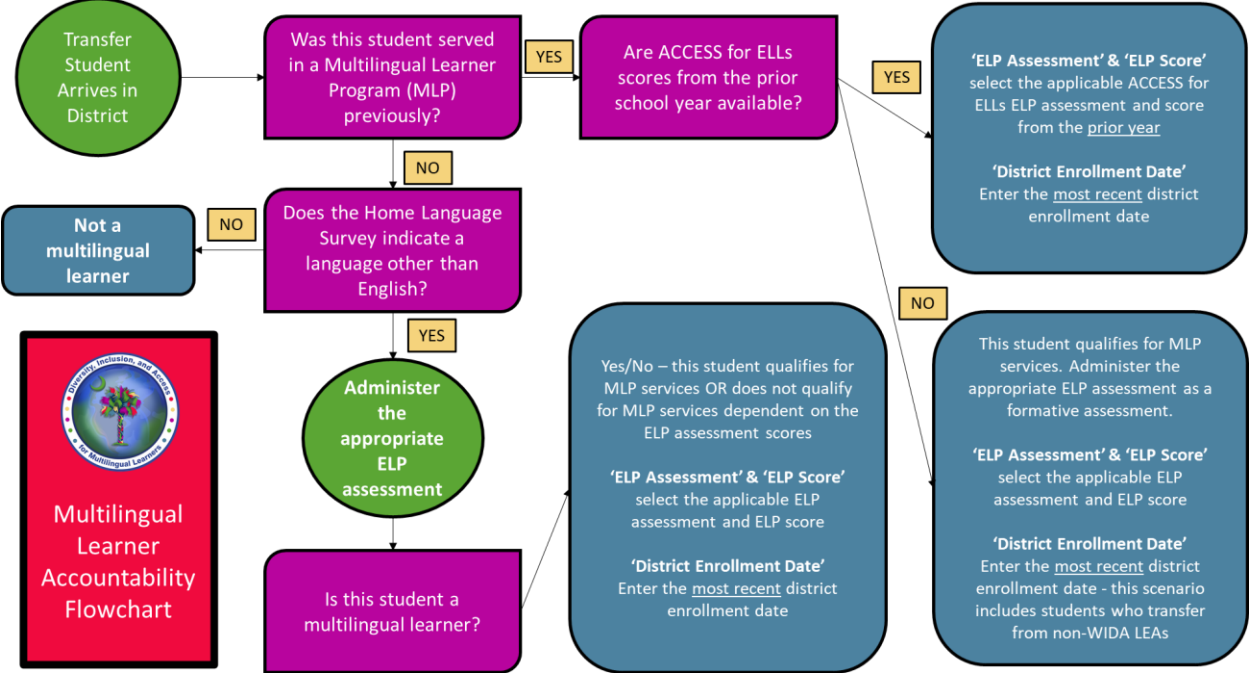 Transfer
Student
Arrives in
District
Was this student served
in a Multilingual Learner
Program (MLP)
previously?
YES
Are ACCESS for ELLs
scores from the prior
school year available?
YES
‘ELP Assessment’ & ‘ELP Score’
select the applicable ACCESS for
ELLs ELP assessment and score
from the prior year
‘District Enrollment Date’
Enter the most recent district
enrollment date
NO
Does the Home Language
Survey indicate a
language other than
English?
NO
Not a
multilingual
learner
YES
NO
Administer
the
appropriate
ELP
assessment
Is this student a
multilingual learner?
Yes/No – this student qualifies for
MLP services OR does not qualify
for MLP services dependent on the
ELP assessment scores
‘ELP Assessment’ & ‘ELP Score’
select the applicable ELP
assessment and ELP score
‘District Enrollment Date’
Enter the most recent district
enrollment date
This student qualifies for MLP
services. Administer the
appropriate ELP assessment as a
formative assessment.
‘ELP Assessment’ & ‘ELP Score’
select the applicable ELP
assessment and ELP score
‘District Enrollment Date’
Enter the most recent district
enrollment date - this scenario
includes students who transfer
from non-WIDA LEAs
Diversity, Inclusion, and Access
for Multilingual Learners
Multilingual
Learner
Accountability
Flowchart